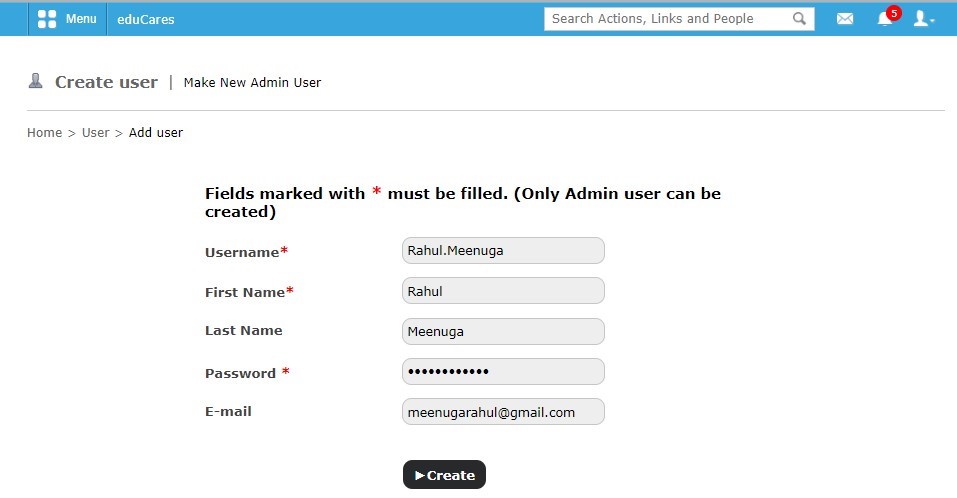 Menu eduCares Search Actions, Links and People 5
Create user | Make New Admin User
Home > User > Add user
Fields marked with * must be filled. (Only Admin user can be
created)
Username* Rahul.Meenuga
First Name* Rahul
Last Name Meenuga
Password * ••••••••••••
E-mail meenugarahul@gmail.com
►Create